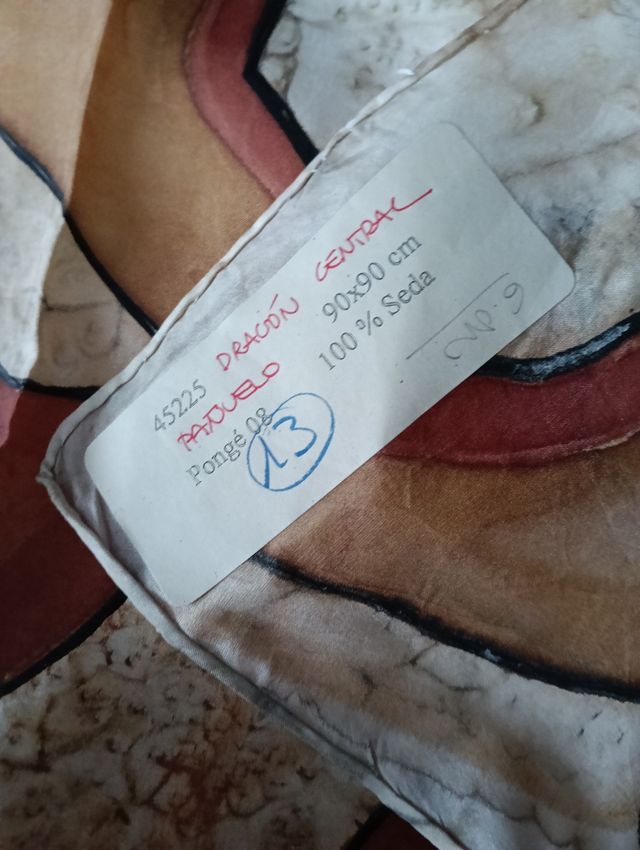 45225 DRAGÓN CENTRAL
PAÑUELO 90x90 cm
Pongé 08 100 % Seda
13